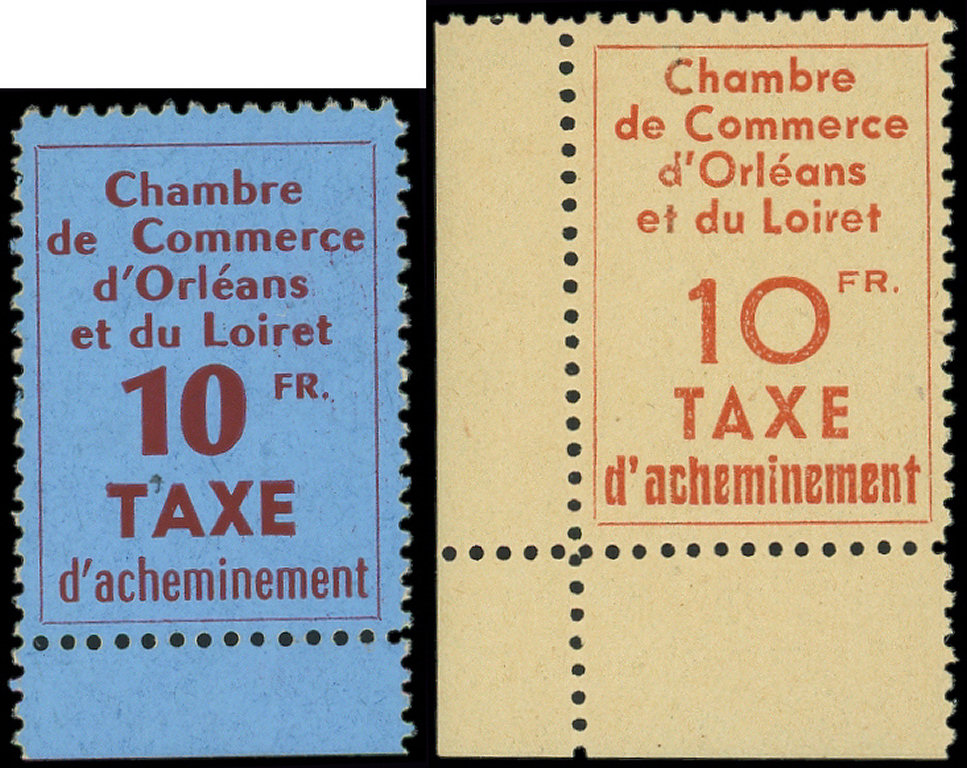 Chambre
de Commerce
d'Orléans
et du Loiret
10 FR.
TAXE
d'acheminement
Chambre
de Commerce
d'Orléans
et du Loiret
10 FR.
TAXE
d'acheminement